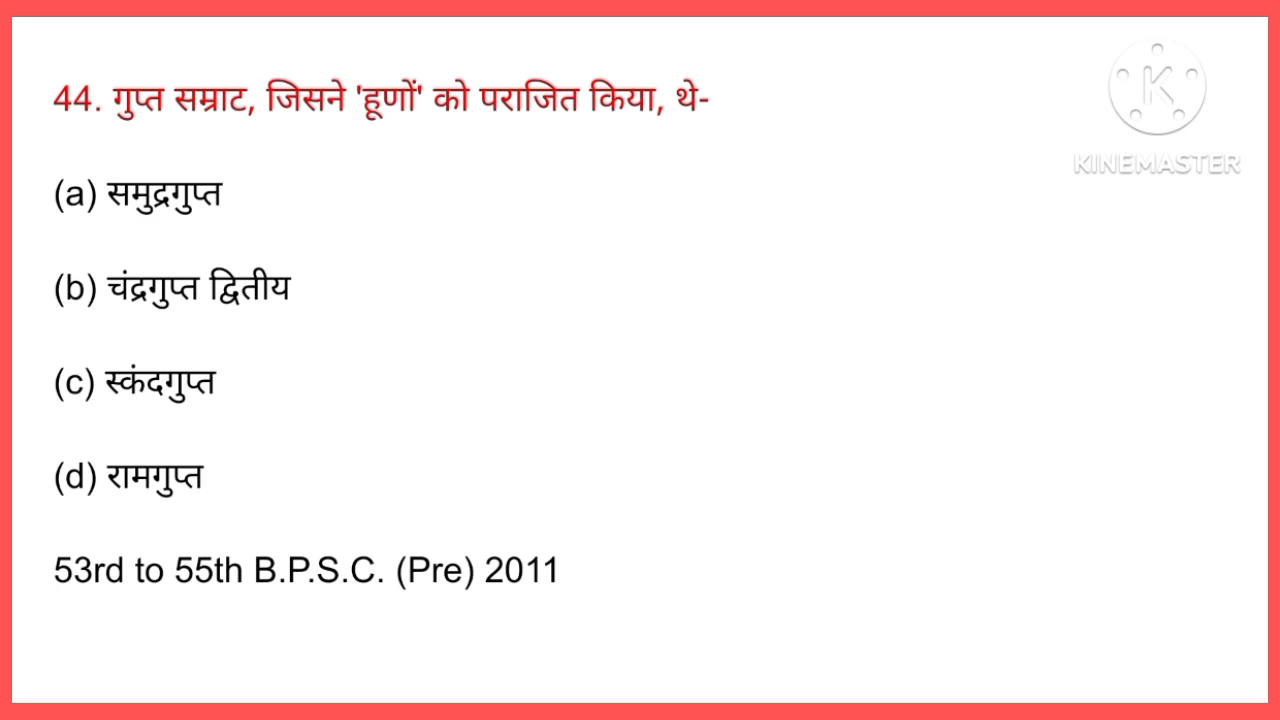 44. गुप्त सम्राट, जिसने 'हूणों' को पराजित किया, थे-
(a) समुद्रगुप्त
(b) चंद्रगुप्त द्वितीय
(c) स्कंदगुप्त
(d) रामगुप्त
53rd to 55th B.P.S.C. (Pre) 2011
K
KINEMASTER